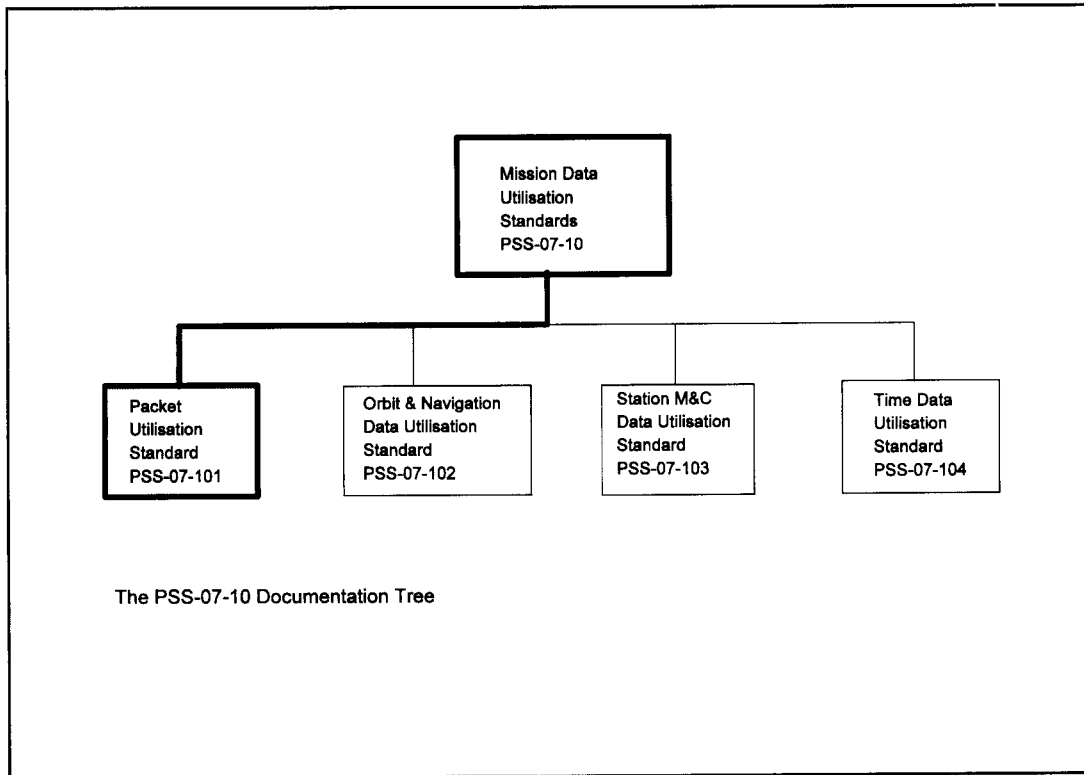 Mission Data
Utilisation
Standards
PSS-07-10
Packet
Utilisation
Standard
PSS-07-101
Orbit & Navigation
Data Utilisation
Standard
PSS-07-102
Station M&C
Data Utilisation
Standard
PSS-07-103
Time Data
Utilisation
Standard
PSS-07-104
The PSS-07-10 Documentation Tree